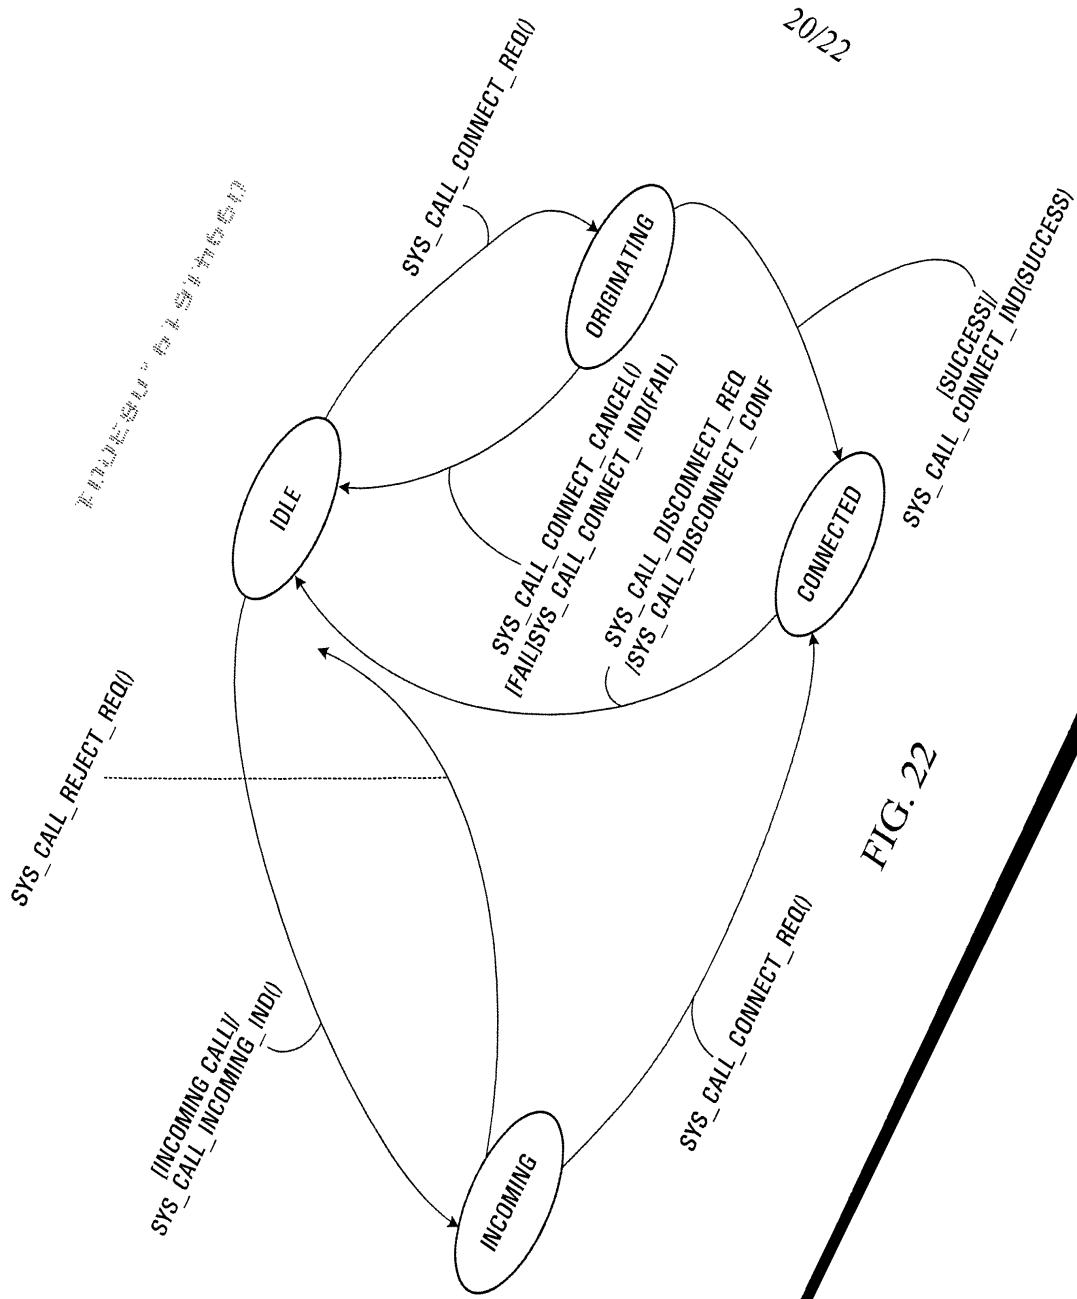 20/22
SYS_CALL_CONNECT_REQ()
IDLE
ORIGINATING
SYS_CALL_CONNECT_CANCEL()
[FAIL]SYS_CALL_CONNECT_IND(FAIL)
SYS_CALL_DISCONNECT_REQ
/SYS_CALL_DISCONNECT_CONF
[SUCCESS]/
SYS_CALL_CONNECT_IND(SUCCESS)
CONNECTED
SYS_CALL_REJECT_REQ()
[INCOMING CALL]/
SYS_CALL_INCOMING_IND()
INCOMING
SYS_CALL_CONNECT_REQ()
FIG. 22